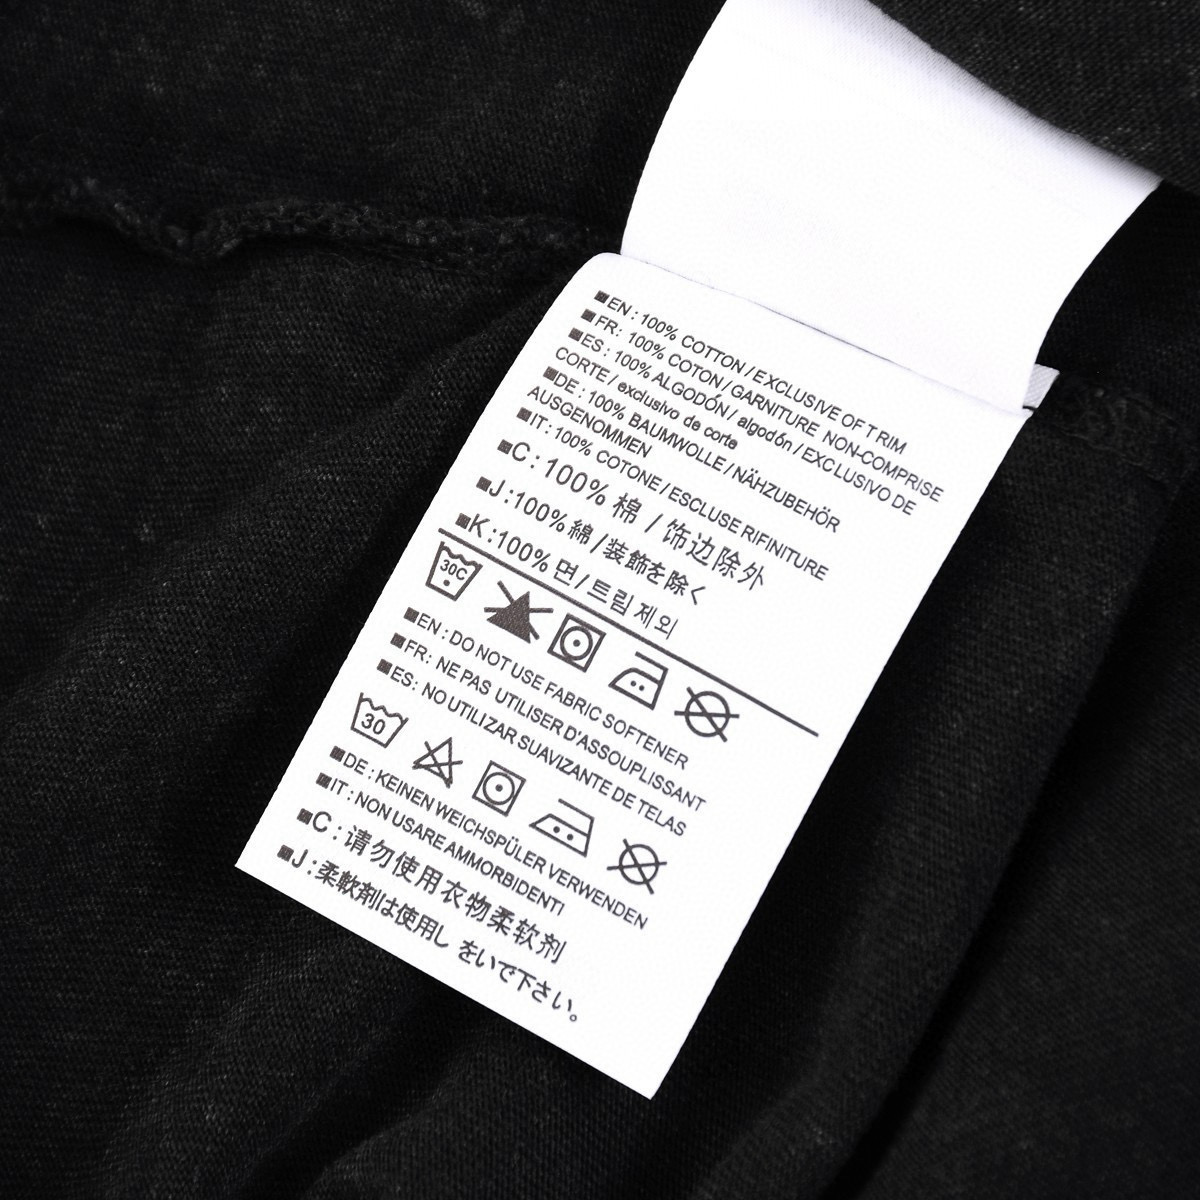 ■EN : 100% COTTON / EXCLUSIVE OF TRIM
■FR: 100% COTON / GARNITURE NON-COMPRISE
■ES : 100% ALGODÓN / algodón / EXCLUSIVO DE
CORTE / exclusivo de corte
■DE : 100% BAUMWOLLE / NÄHZUBEHÖR
AUSGENOMMEN
■IT : 100% COTONE / ESCLUSE RIFINITURE
■C : 100% 棉 / 饰边除外
■J :100% 綿 /装飾を除く
■K :100% 면 / 트림 제외
30C
■EN : DO NOT USE FABRIC SOFTENER
■FR: NE PAS UTILISER D'ASSOUPLISSANT
■ES: NO UTILIZAR SUAVIZANTE DE TELAS
30
■DE : KEINEN WEICHSPÜLER VERWENDEN
■IT : NON USARE AMMORBIDENTI
■C : 请勿使用衣物柔软剂
■J : 柔軟剤は使用し をいで下さい。